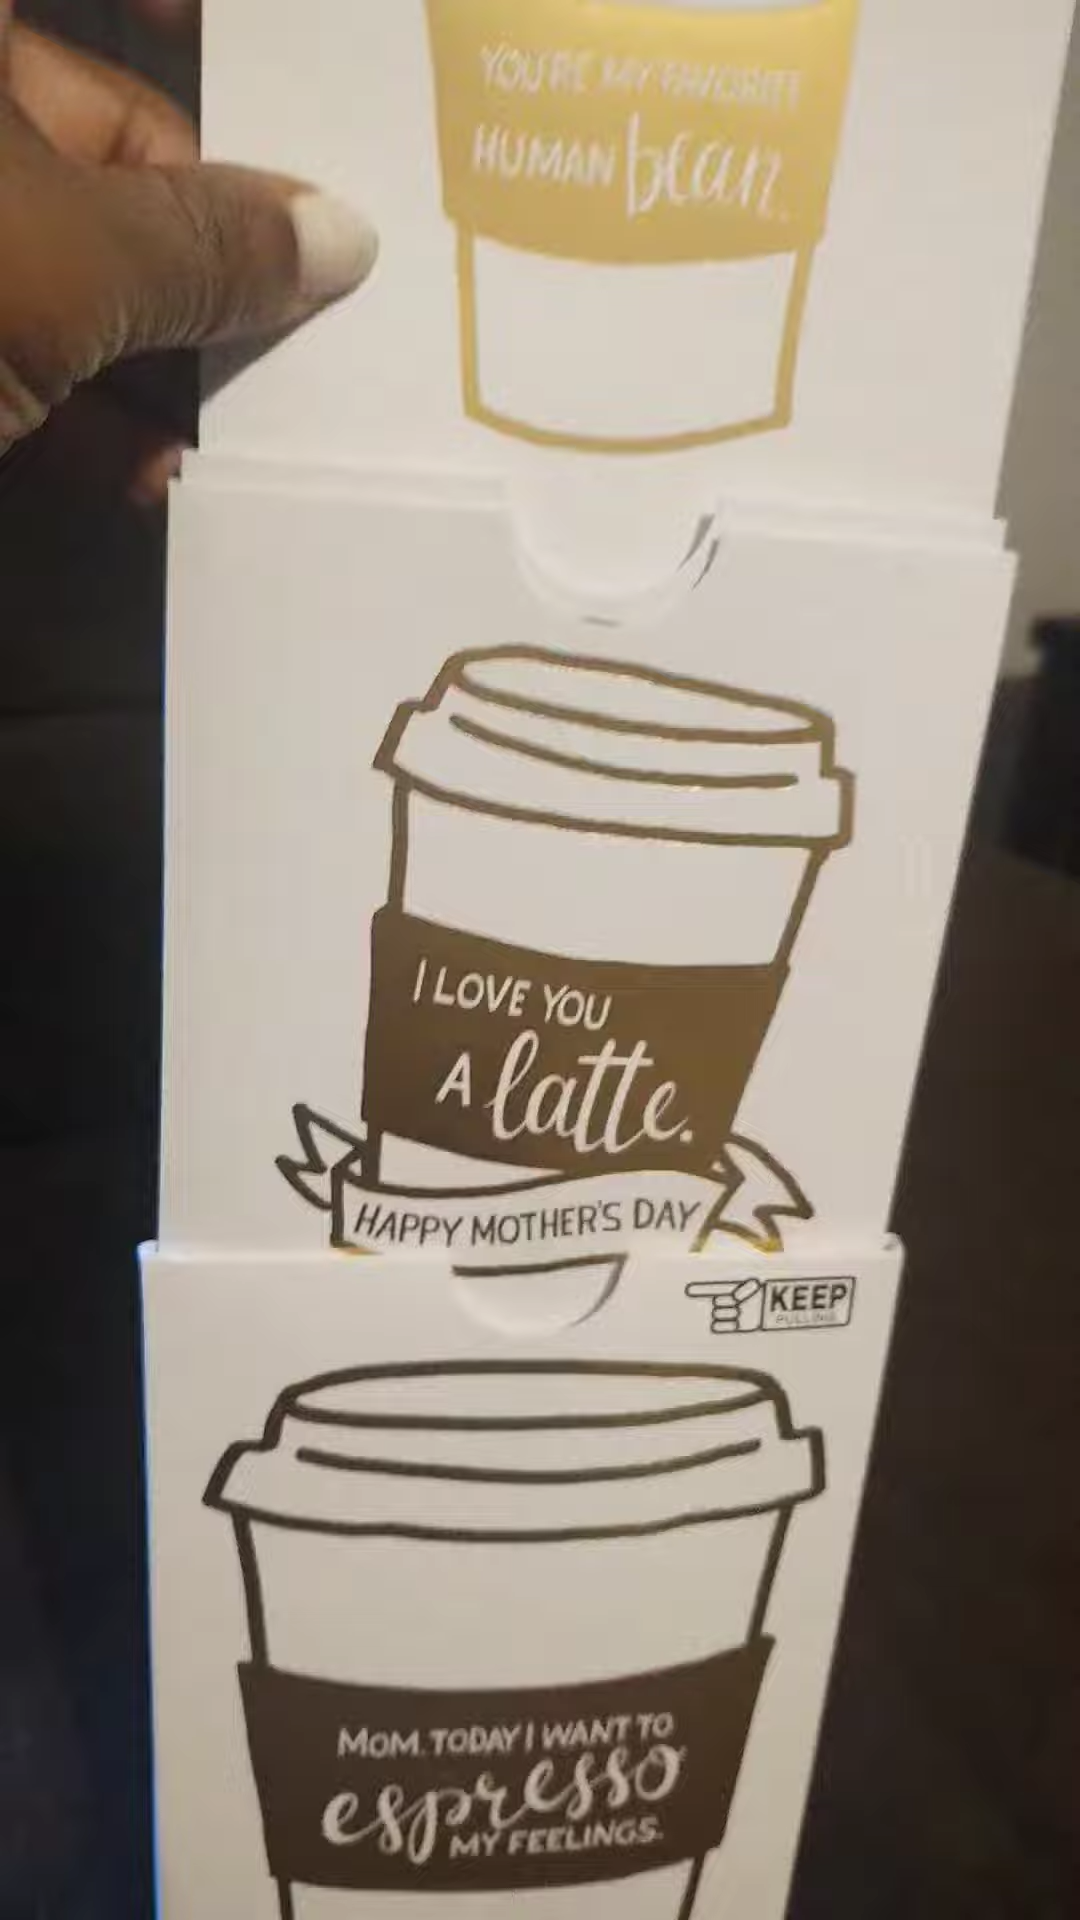 YOU'RE MY FAVORITE
HUMAN bean.
I LOVE YOU
A latte.
HAPPY MOTHER'S DAY
KEEP
PULLING
MOM, TODAY I WANT TO
espresso
MY FEELINGS.